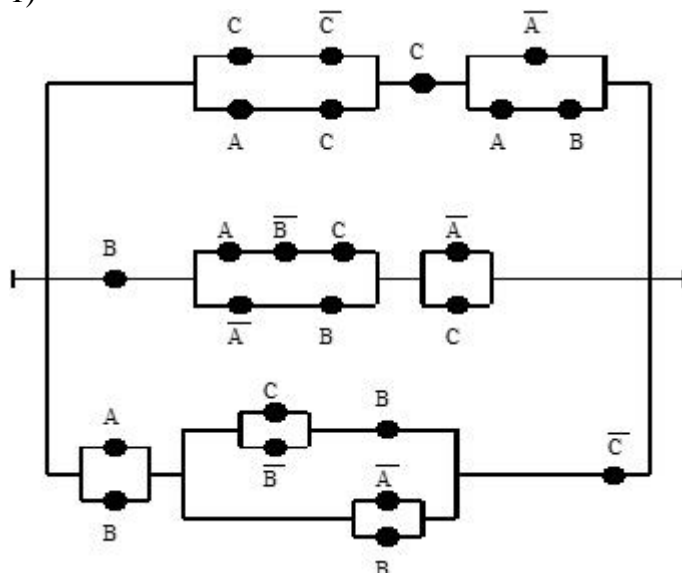 1)
C C̅ C A̅
A C A B
B A B̅ C A̅
A̅ B C
A C B C̅
B B̅ A̅
B